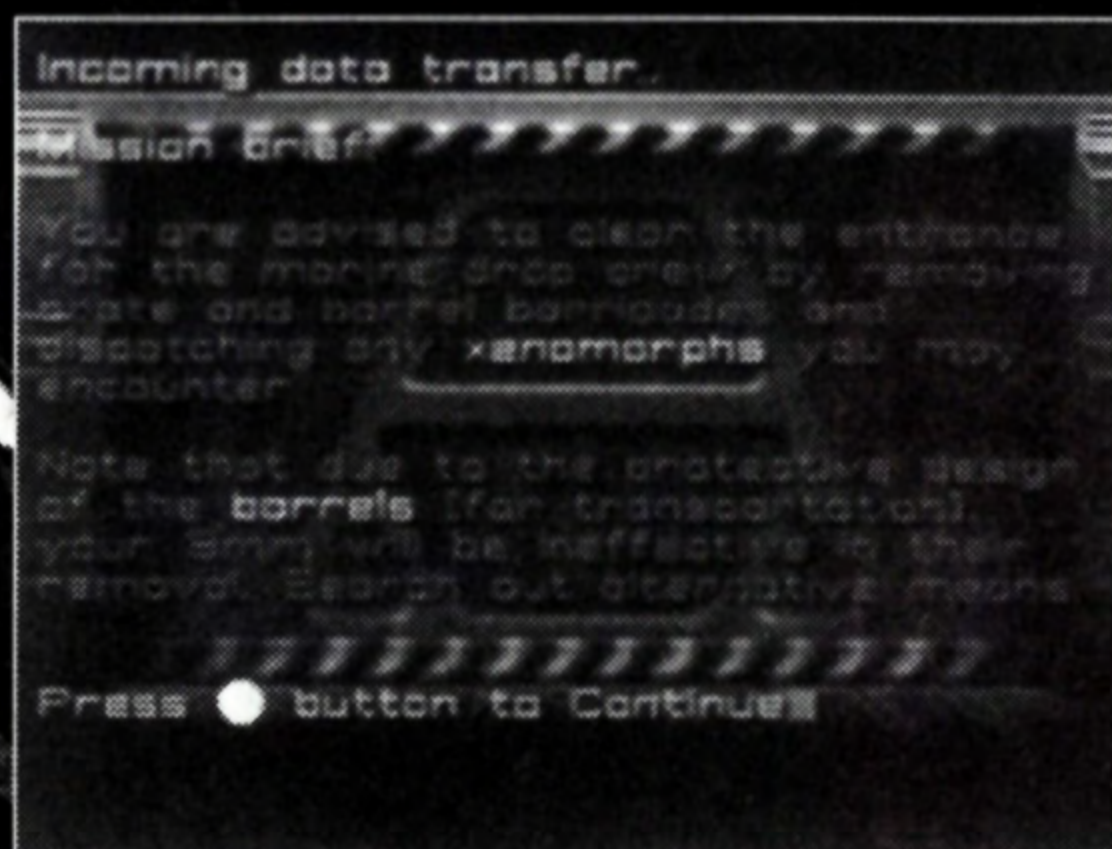 Incoming data transfer.
Mission brief:
You are advised to clear the entrance
for the marine drop crew by removing
crate and barrel barricades and
dispatching any xenomorphs you may
encounter
Note that due to the protective design
of the barrels [for transportation],
your 9mm will be ineffective in their
removal. Search out alternative means
Press button to Continue